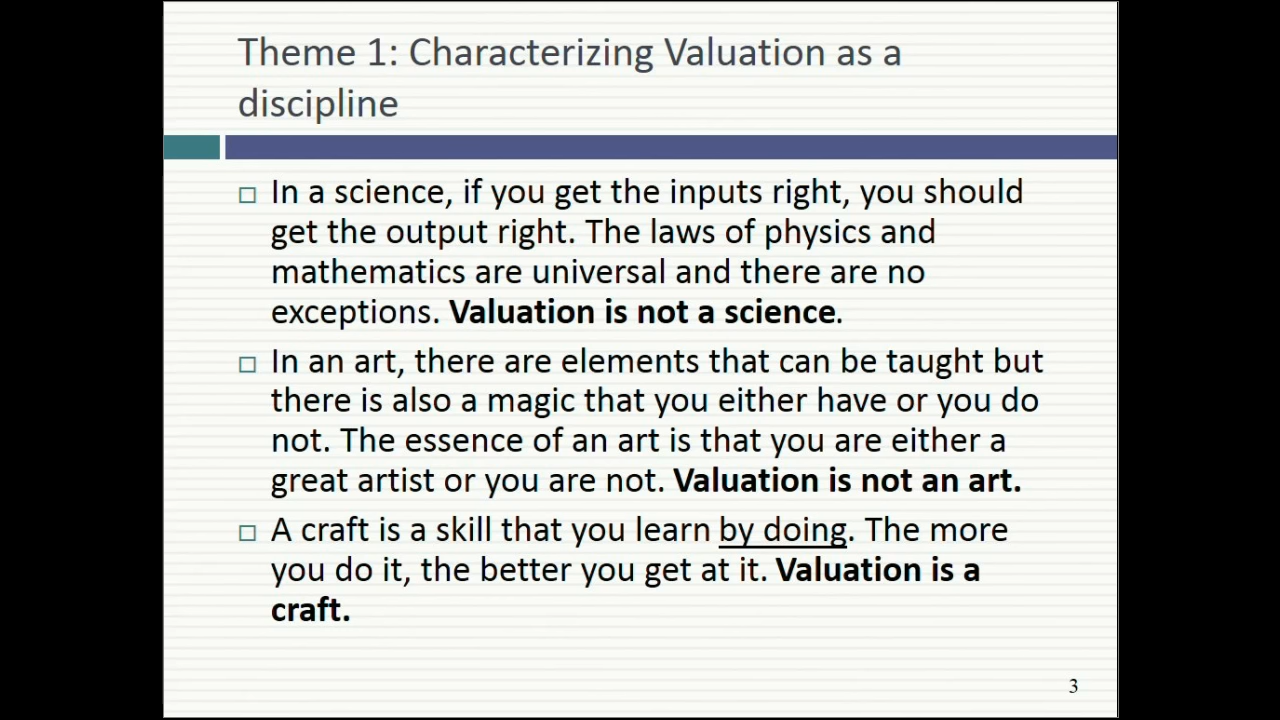 Theme 1: Characterizing Valuation as a
discipline
In a science, if you get the inputs right, you should
get the output right. The laws of physics and
mathematics are universal and there are no
exceptions. Valuation is not a science.
In an art, there are elements that can be taught but
there is also a magic that you either have or you do
not. The essence of an art is that you are either a
great artist or you are not. Valuation is not an art.
A craft is a skill that you learn by doing. The more
you do it, the better you get at it. Valuation is a
craft.
3